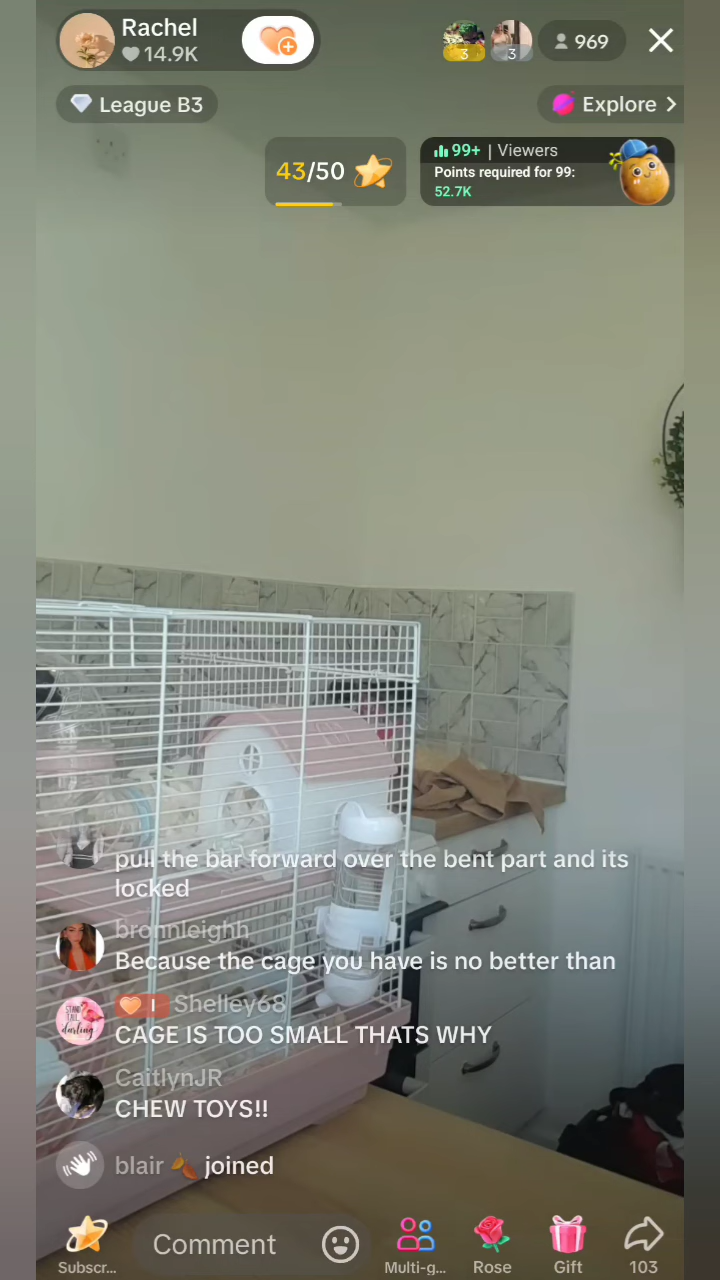 Rachel
14.9K
3
3
969
League B3
Explore
43/50
99+ | Viewers
Points required for 99:
52.7K
pull the bar forward over the bent part and its
locked
bronnleighh
Because the cage you have is no better than
I Shelley68
CAGE IS TOO SMALL THATS WHY
CaitlynJR
CHEW TOYS!!
blair 🍂 joined
Comment
Subscr...
Multi-g...
Rose
Gift
103